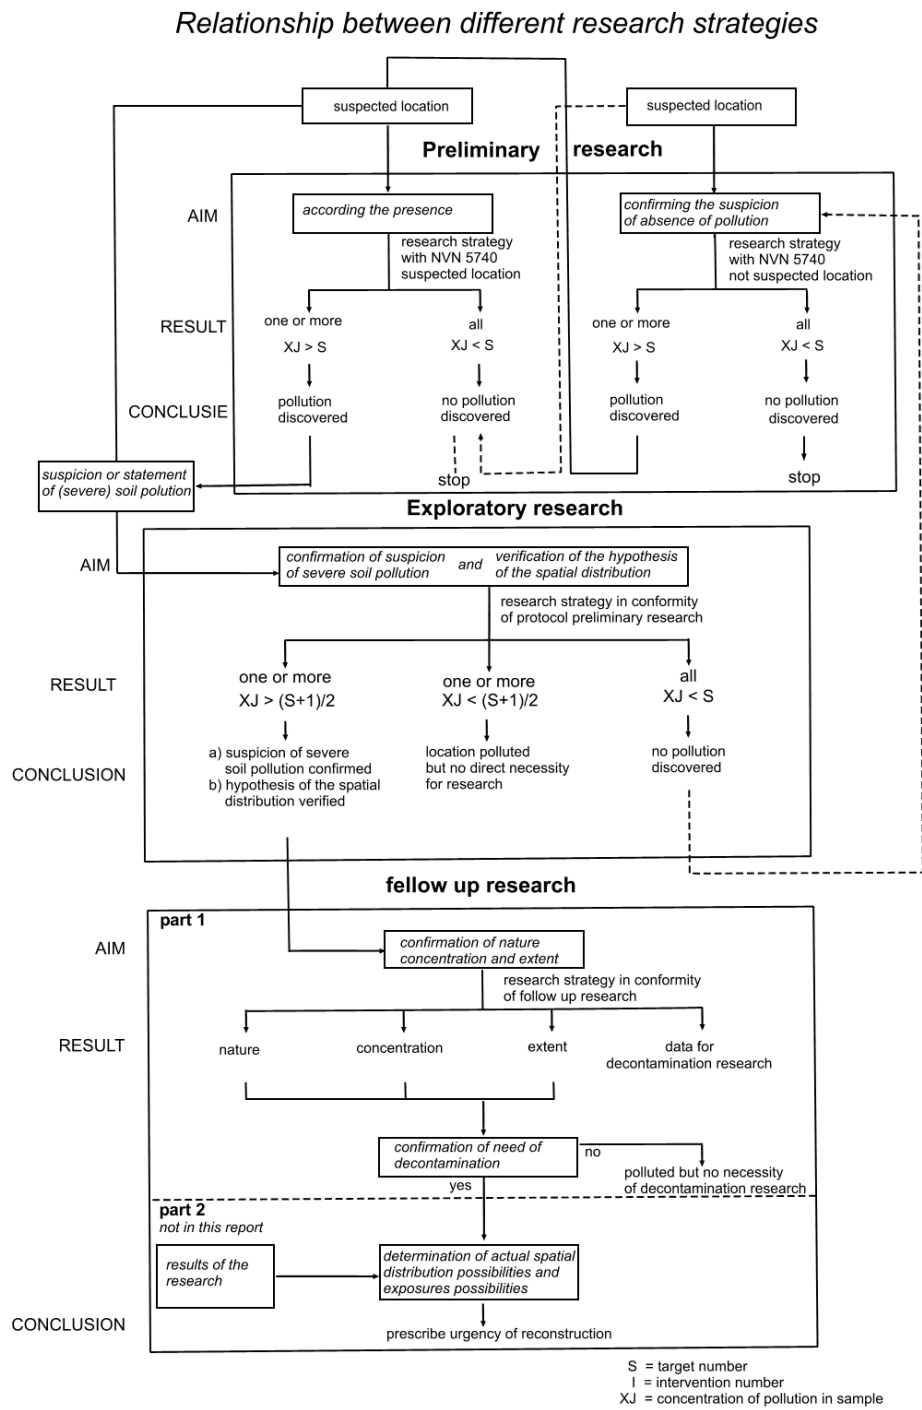 Relationship between different research strategies
suspected location
suspected location
Preliminary research
AIM
according the presence
confirming the suspicion
of absence of pollution
research strategy
with NVN 5740
suspected location
research strategy
with NVN 5740
not suspected location
RESULT
one or more
XJ > S
all
XJ < S
one or more
XJ > S
all
XJ < S
CONCLUSIE
pollution
discovered
no pollution
discovered
pollution
discovered
no pollution
discovered
stop
stop
suspicion or statement
of (severe) soil polution
Exploratory research
AIM
confirmation of suspicion
of severe soil pollution
and
verification of the hypothesis
of the spatial distribution
research strategy in conformity
of protocol preliminary research
RESULT
one or more
XJ > (S+1)/2
one or more
XJ < (S+1)/2
all
XJ < S
CONCLUSION
a) suspicion of severe
soil pollution confirmed
b) hypothesis of the spatial
distribution verified
location polluted
but no direct necessity
for research
no pollution
discovered
fellow up research
part 1
AIM
confirmation of nature
concentration and extent
research strategy in conformity
of follow up research
RESULT
nature
concentration
extent
data for
decontamination research
confirmation of need of
decontamination
no
polluted but no necessity
of decontamination research
yes
part 2
not in this report
results of the
research
determination of actual spatial
distribution possibilities and
exposures possibilities
CONCLUSION
prescribe urgency of reconstruction
S = target number
I = intervention number
XJ = concentration of pollution in sample